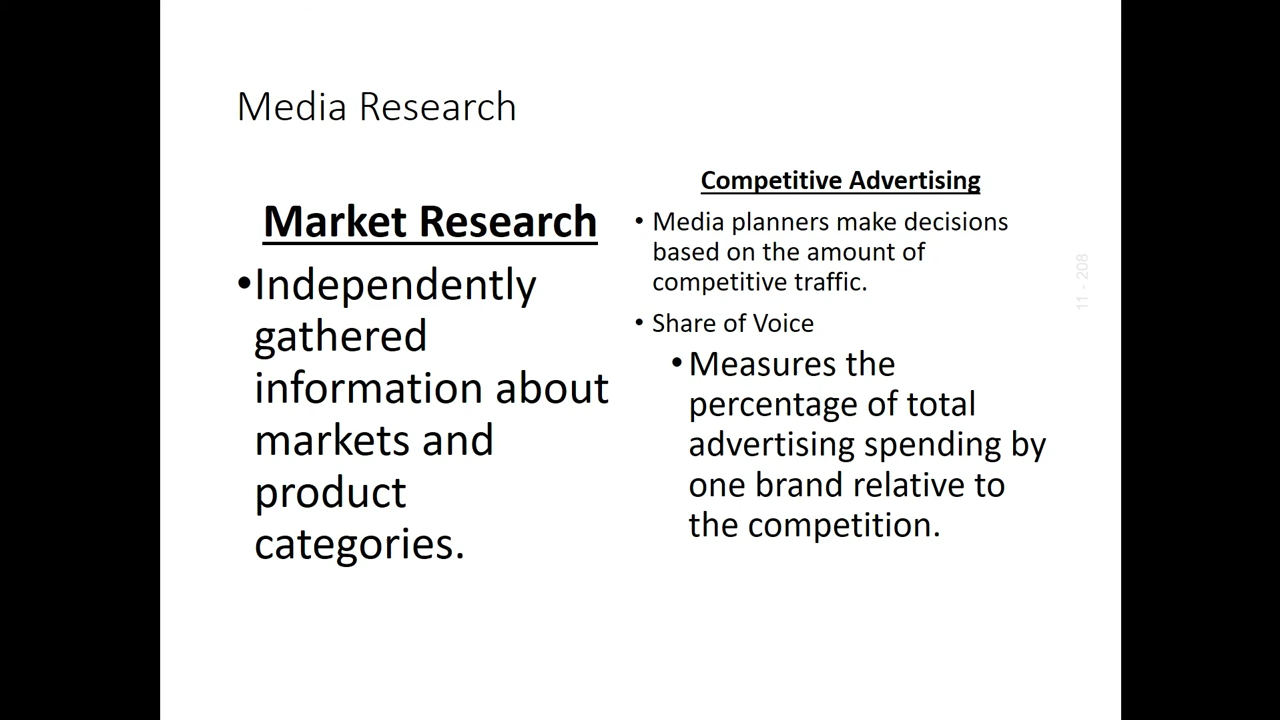 Media Research
Market Research
•Independently
gathered
information about
markets and
product
categories.
Competitive Advertising
• Media planners make decisions
based on the amount of
competitive traffic.
• Share of Voice
• Measures the
percentage of total
advertising spending by
one brand relative to
the competition.
11 - 208